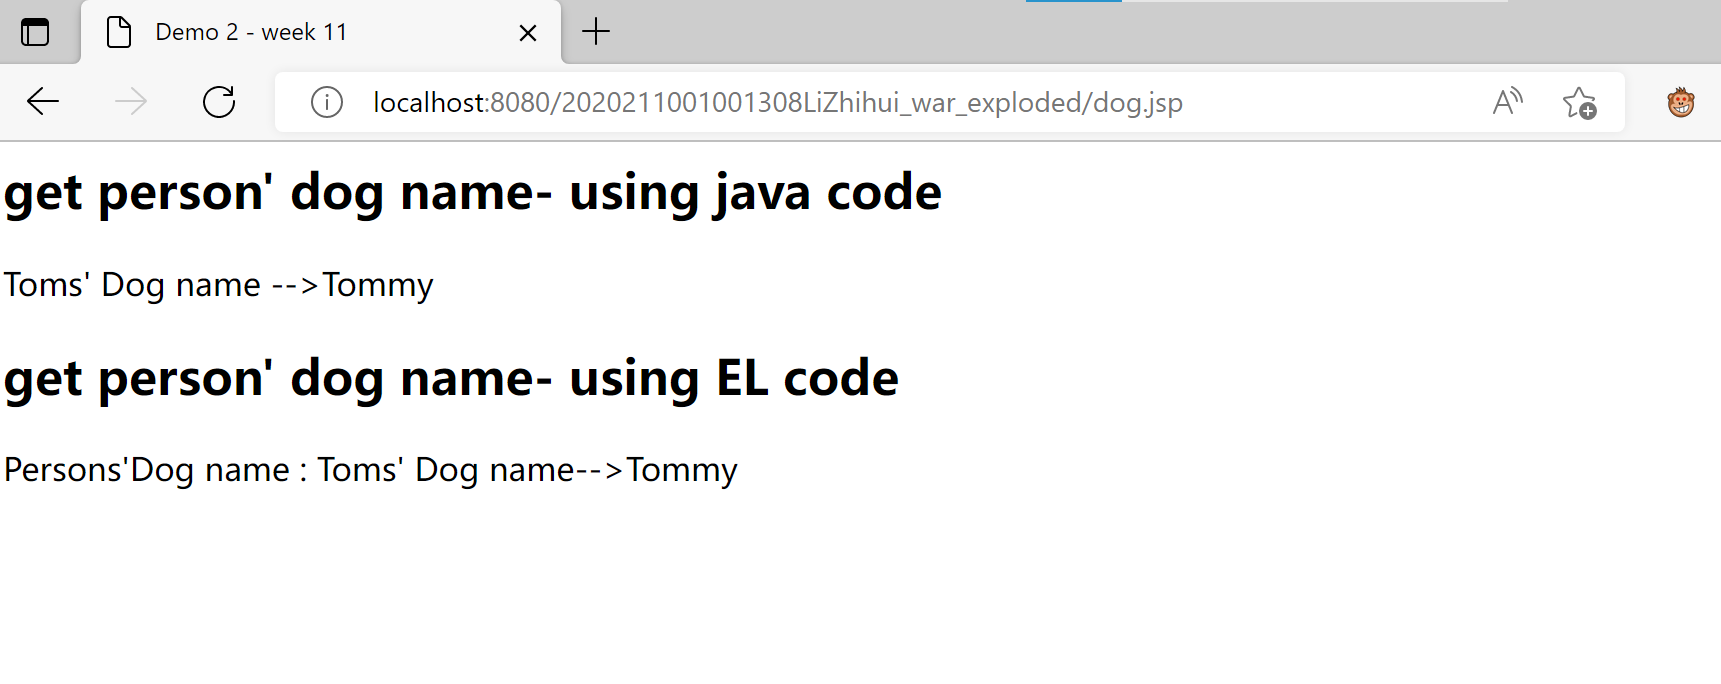 Demo 2 - week 11
localhost:8080/2020211001001308LiZhihui_war_exploded/dog.jsp
get person' dog name- using java code
Toms' Dog name -->Tommy
get person' dog name- using EL code
Persons'Dog name : Toms' Dog name-->Tommy